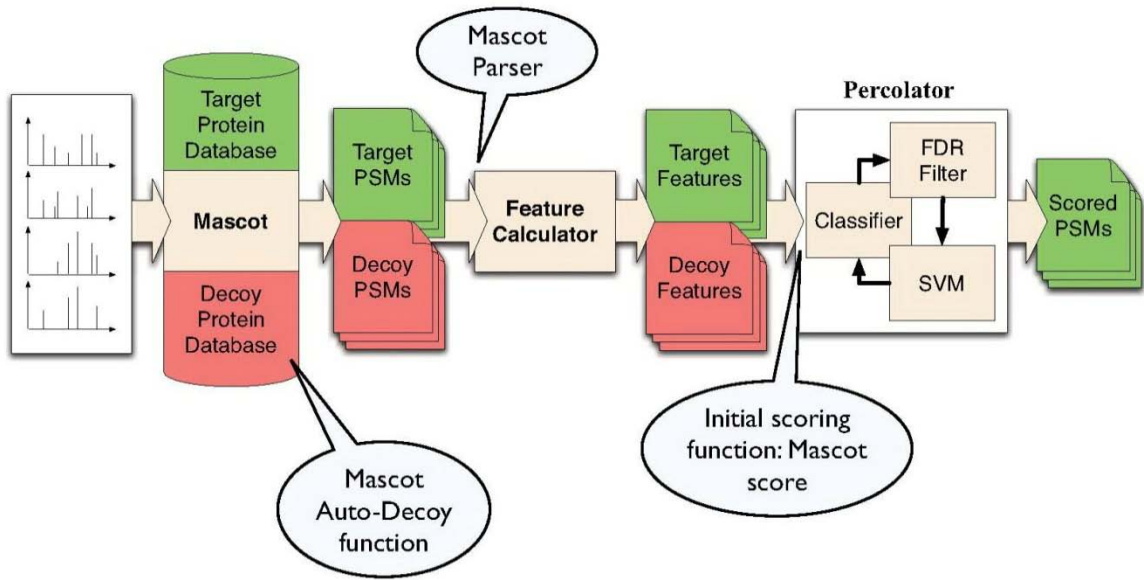 Mascot
Parser
Target
Protein
Database
Mascot
Decoy
Protein
Database
Target
PSMs
Decoy
PSMs
Feature
Calculator
Target
Features
Decoy
Features
Percolator
FDR
Filter
Classifier
SVM
Scored
PSMs
Mascot
Auto-Decoy
function
Initial scoring
function: Mascot
score